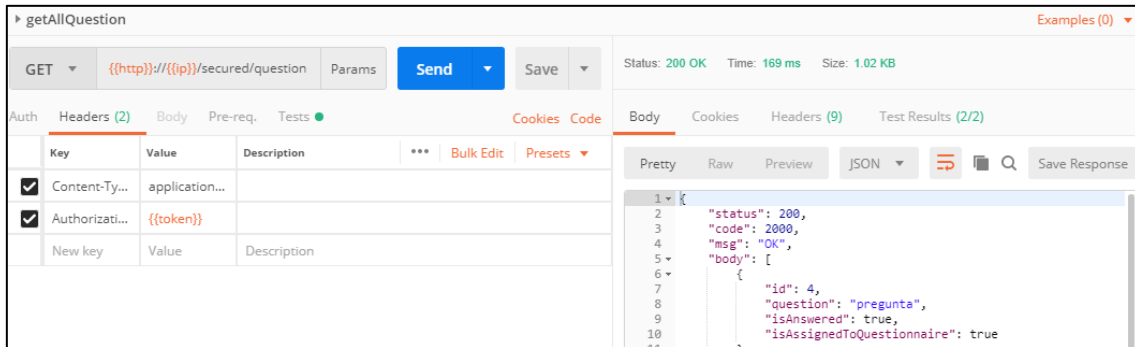 getAllQuestion
Examples (0)
GET {{http}}://{{ip}}/secured/question Params Send Save
Status: 200 OK Time: 169 ms Size: 1.02 KB
Auth Headers (2) Body Pre-req. Tests Cookies Code
Body Cookies Headers (9) Test Results (2/2)
Key Value Description ••• Bulk Edit Presets
Content-Ty... application...
Authorizati... {{token}}
New key Value Description
Pretty Raw Preview JSON Save Response
1 {
2 "status": 200,
3 "code": 2000,
4 "msg": "OK",
5 "body": [
6 {
7 "id": 4,
8 "question": "pregunta",
9 "isAnswered": true,
10 "isAssignedToQuestionnaire": true